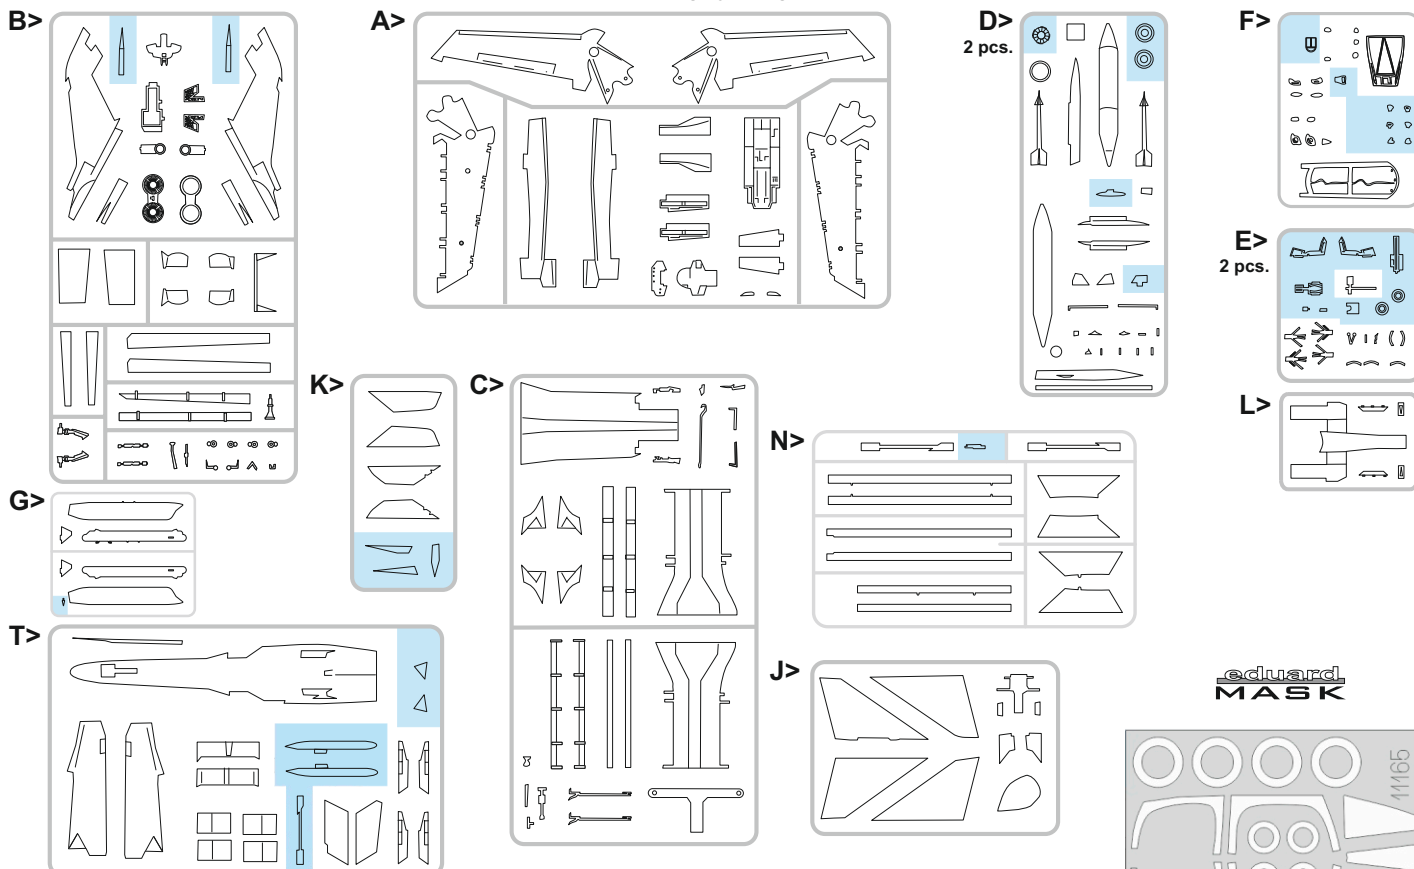 B>
A>
D>
2 pcs.
F>
E>
2 pcs.
K>
C>
L>
N>
G>
T>
J>
eduard
MASK
11165